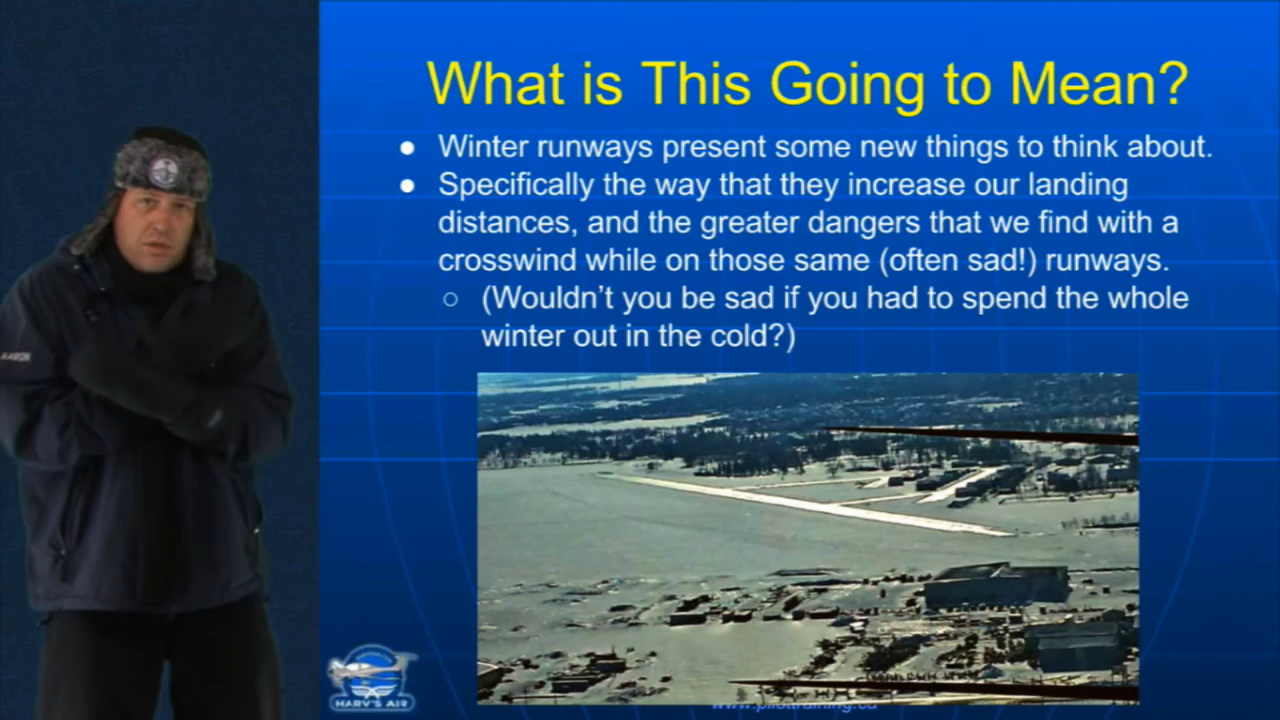 What is This Going to Mean?
● Winter runways present some new things to think about.
● Specifically the way that they increase our landing
distances, and the greater dangers that we find with a
crosswind while on those same (often sad!) runways.
○ (Wouldn't you be sad if you had to spend the whole
winter out in the cold?)
HARV'S AIR